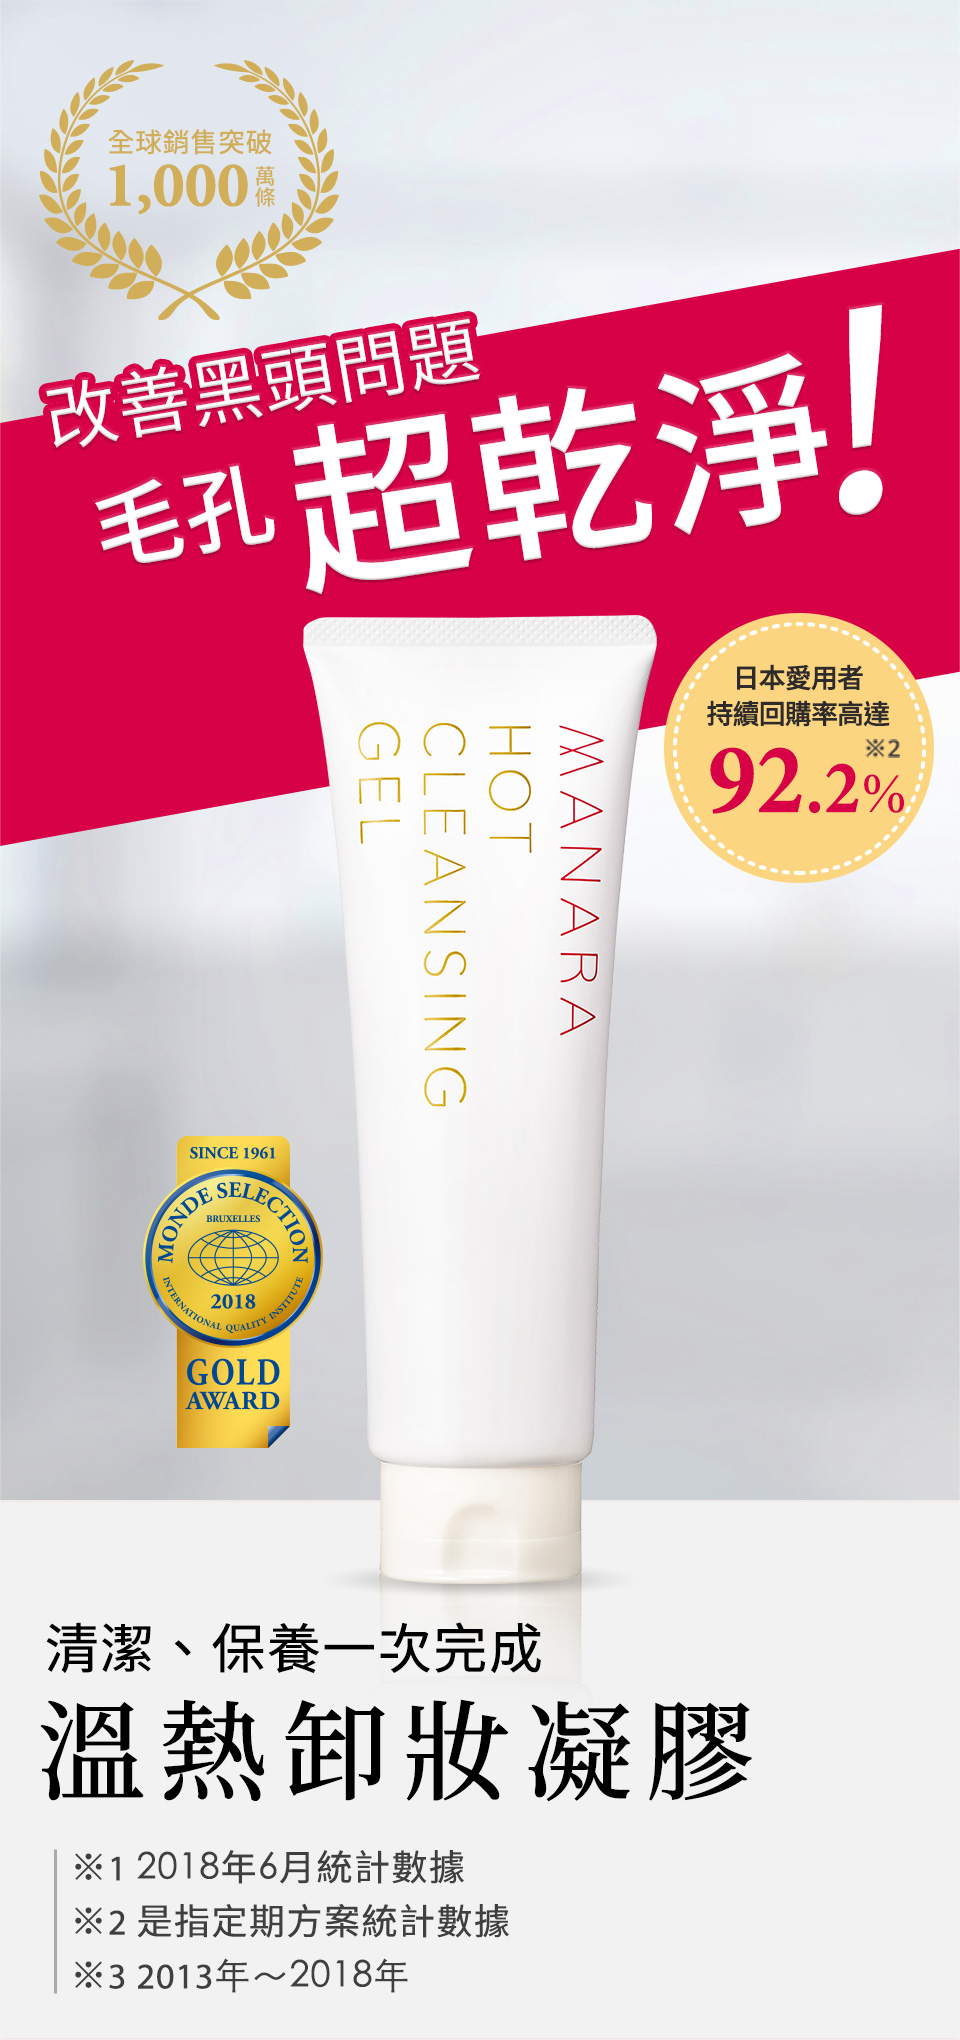 全球銷售突破
1,000萬條
改善黑頭問題
毛孔超乾淨!
日本愛用者
持續回購率高達
※2
92.2%
MANARA
HOT
CLEANSING
GEL
SINCE 1961
MONDE SELECTION
BRUXELLES
2018
INTERNATIONAL QUALITY INSTITUTE
GOLD
AWARD
清潔、保養一次完成
溫熱卸妝凝膠
※1 2018年6月統計數據
※2 是指定期方案統計數據
※3 2013年～2018年